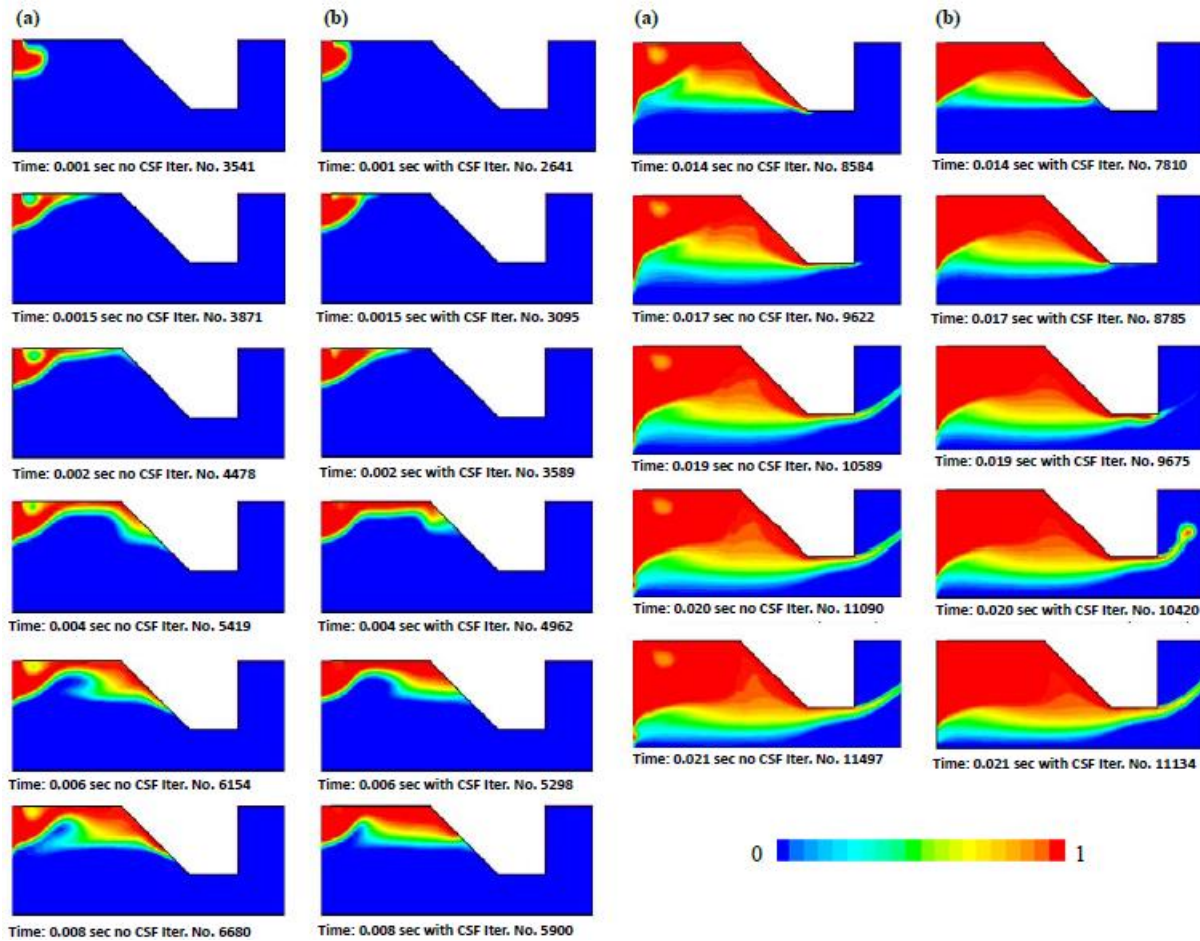 (a) (b) (a) (b)
Time: 0.001 sec no CSF Iter. No. 3541
Time: 0.001 sec with CSF Iter. No. 2641
Time: 0.014 sec no CSF Iter. No. 8584
Time: 0.014 sec with CSF Iter. No. 7810
Time: 0.0015 sec no CSF Iter. No. 3871
Time: 0.0015 sec with CSF Iter. No. 3095
Time: 0.017 sec no CSF Iter. No. 9622
Time: 0.017 sec with CSF Iter. No. 8785
Time: 0.002 sec no CSF Iter. No. 4478
Time: 0.002 sec with CSF Iter. No. 3589
Time: 0.019 sec no CSF Iter. No. 10589
Time: 0.019 sec with CSF Iter. No. 9675
Time: 0.004 sec no CSF Iter. No. 5419
Time: 0.004 sec with CSF Iter. No. 4962
Time: 0.020 sec no CSF Iter. No. 11090
Time: 0.020 sec with CSF Iter. No. 10420
Time: 0.006 sec no CSF Iter. No. 6154
Time: 0.006 sec with CSF Iter. No. 5298
Time: 0.021 sec no CSF Iter. No. 11497
Time: 0.021 sec with CSF Iter. No. 11134
0 1
Time: 0.008 sec no CSF Iter. No. 6680
Time: 0.008 sec with CSF Iter. No. 5900